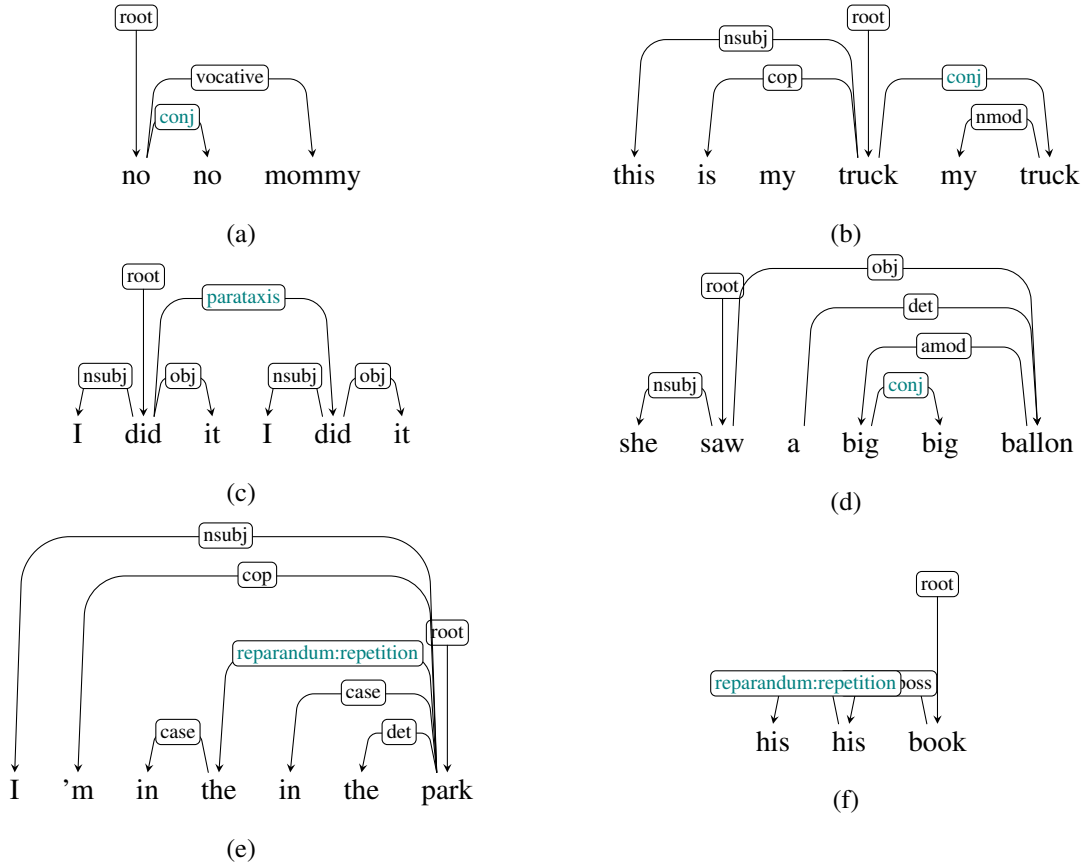 root
vocative
conj
no no mommy
(a)
root
nsubj
cop
conj
nmod
this is my truck my truck
(b)
root
parataxis
nsubj obj nsubj obj
I did it I did it
(c)
obj
root
det
amod
nsubj conj
she saw a big big ballon
(d)
nsubj
cop
root
reparandum:repetition
case
case det
I 'm in the in the park
(e)
root
reparandum:repetition
his his book
(f)